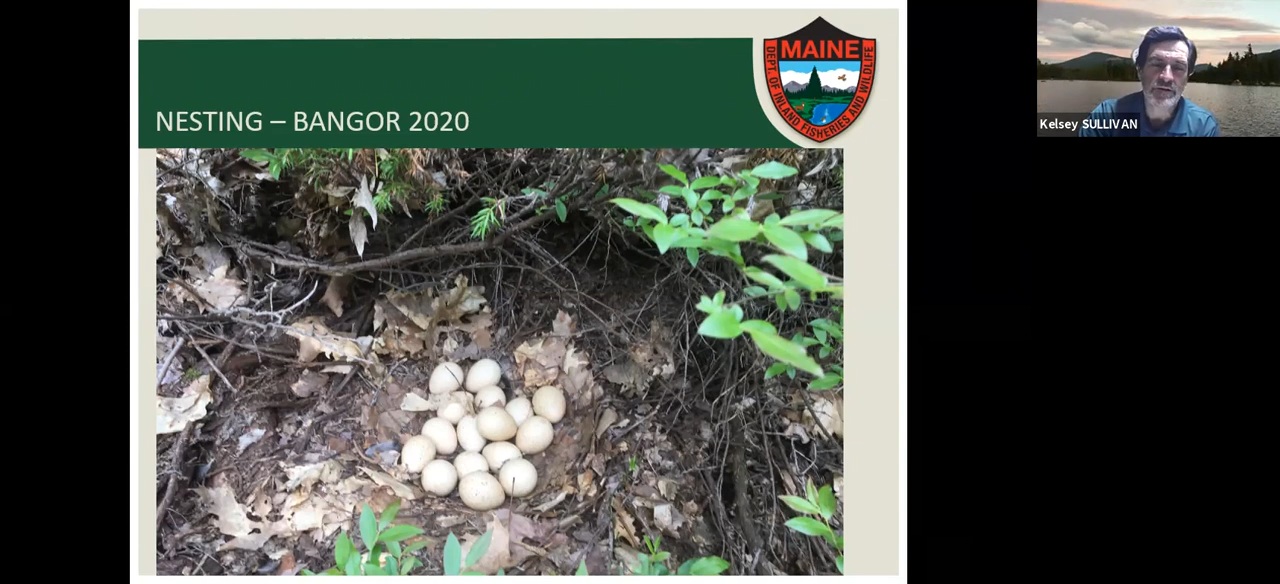 NESTING – BANGOR 2020
MAINE
DEPT. OF INLAND FISHERIES AND WILDLIFE
Kelsey SULLIVAN